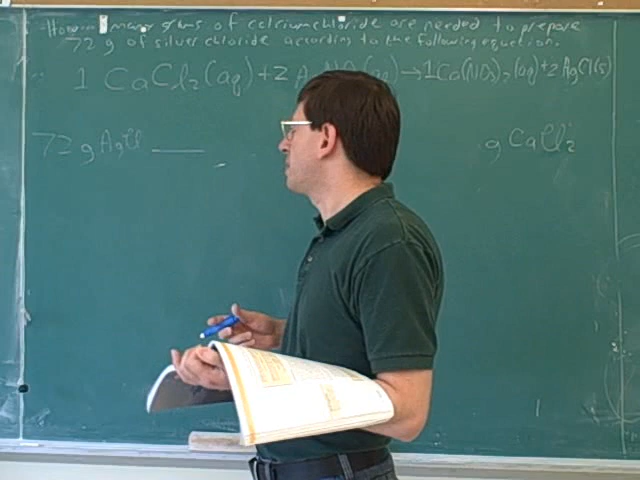 How many grams of calcium chloride are needed to prepare
72 g of silver chloride according to the following equation.
1 CaCl2(aq) + 2 A NO (aq) → 1 Ca(NO3)2(aq) + 2 AgCl(s)
72 g AgCl g CaCl2